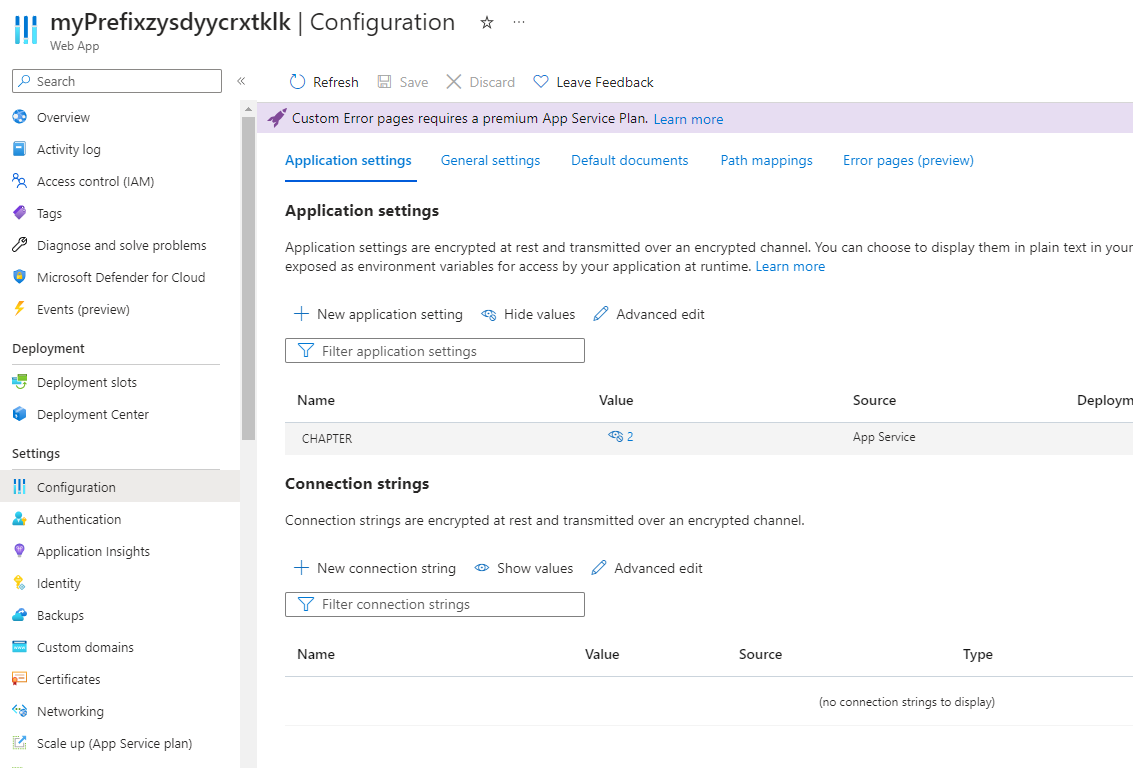 myPrefixzysdyycrxtklk | Configuration
Web App
Search
Overview
Activity log
Access control (IAM)
Tags
Diagnose and solve problems
Microsoft Defender for Cloud
Events (preview)
Deployment
Deployment slots
Deployment Center
Settings
Configuration
Authentication
Application Insights
Identity
Backups
Custom domains
Certificates
Networking
Scale up (App Service plan)
Refresh Save Discard Leave Feedback
Custom Error pages requires a premium App Service Plan. Learn more
Application settings General settings Default documents Path mappings Error pages (preview)
Application settings
Application settings are encrypted at rest and transmitted over an encrypted channel. You can choose to display them in plain text in your
exposed as environment variables for access by your application at runtime. Learn more
New application setting Hide values Advanced edit
Filter application settings
Name Value Source Deploym
CHAPTER 2 App Service
Connection strings
Connection strings are encrypted at rest and transmitted over an encrypted channel.
New connection string Show values Advanced edit
Filter connection strings
Name Value Source Type
(no connection strings to display)